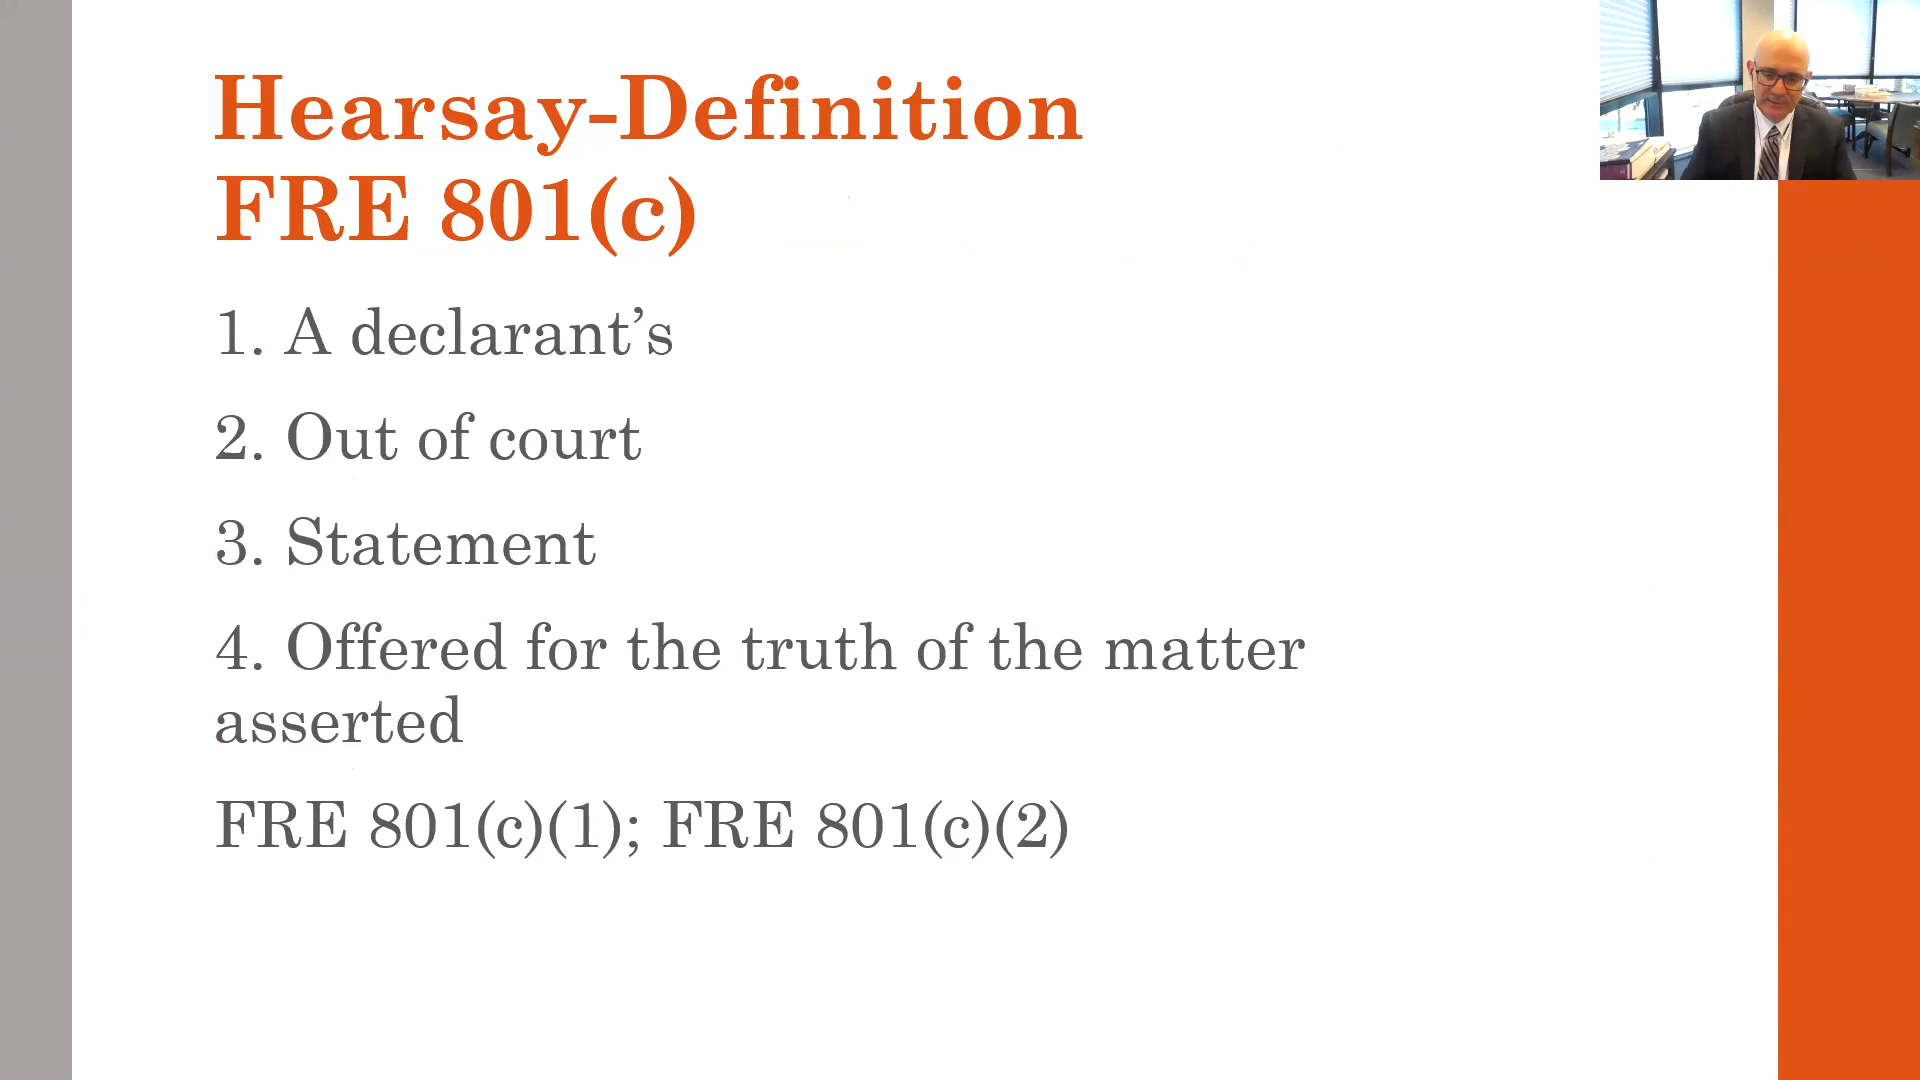 Hearsay-Definition
FRE 801(c)
1. A declarant’s
2. Out of court
3. Statement
4. Offered for the truth of the matter
asserted
FRE 801(c)(1); FRE 801(c)(2)